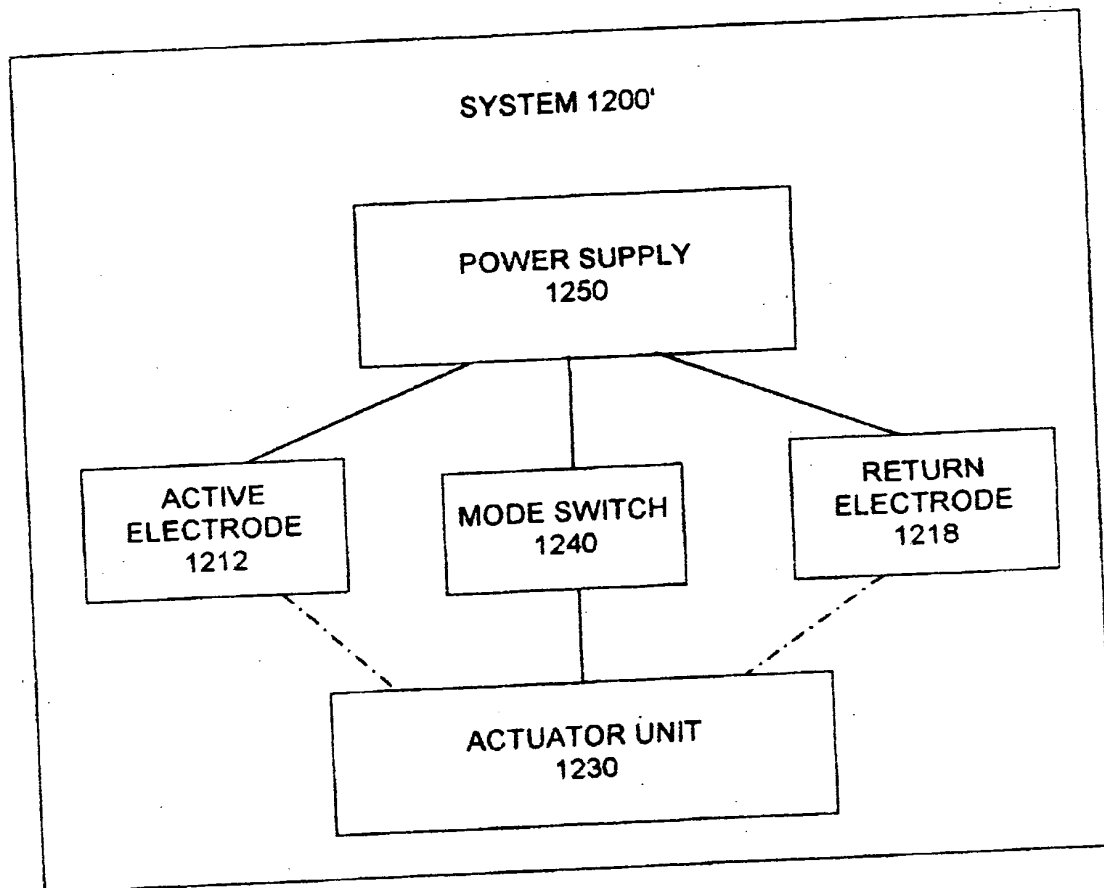 SYSTEM 1200'
POWER SUPPLY
1250
ACTIVE
ELECTRODE
1212
MODE SWITCH
1240
RETURN
ELECTRODE
1218
ACTUATOR UNIT
1230